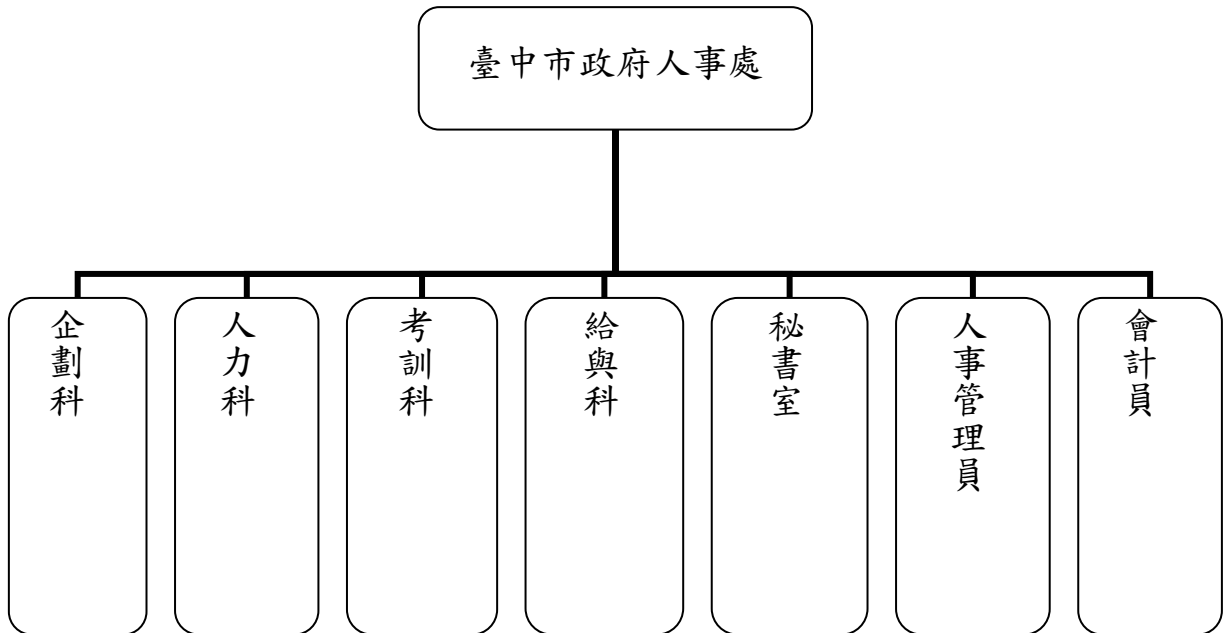 臺中市政府人事處
企劃科
人力科
考訓科
給與科
秘書室
人事管理員
會計員